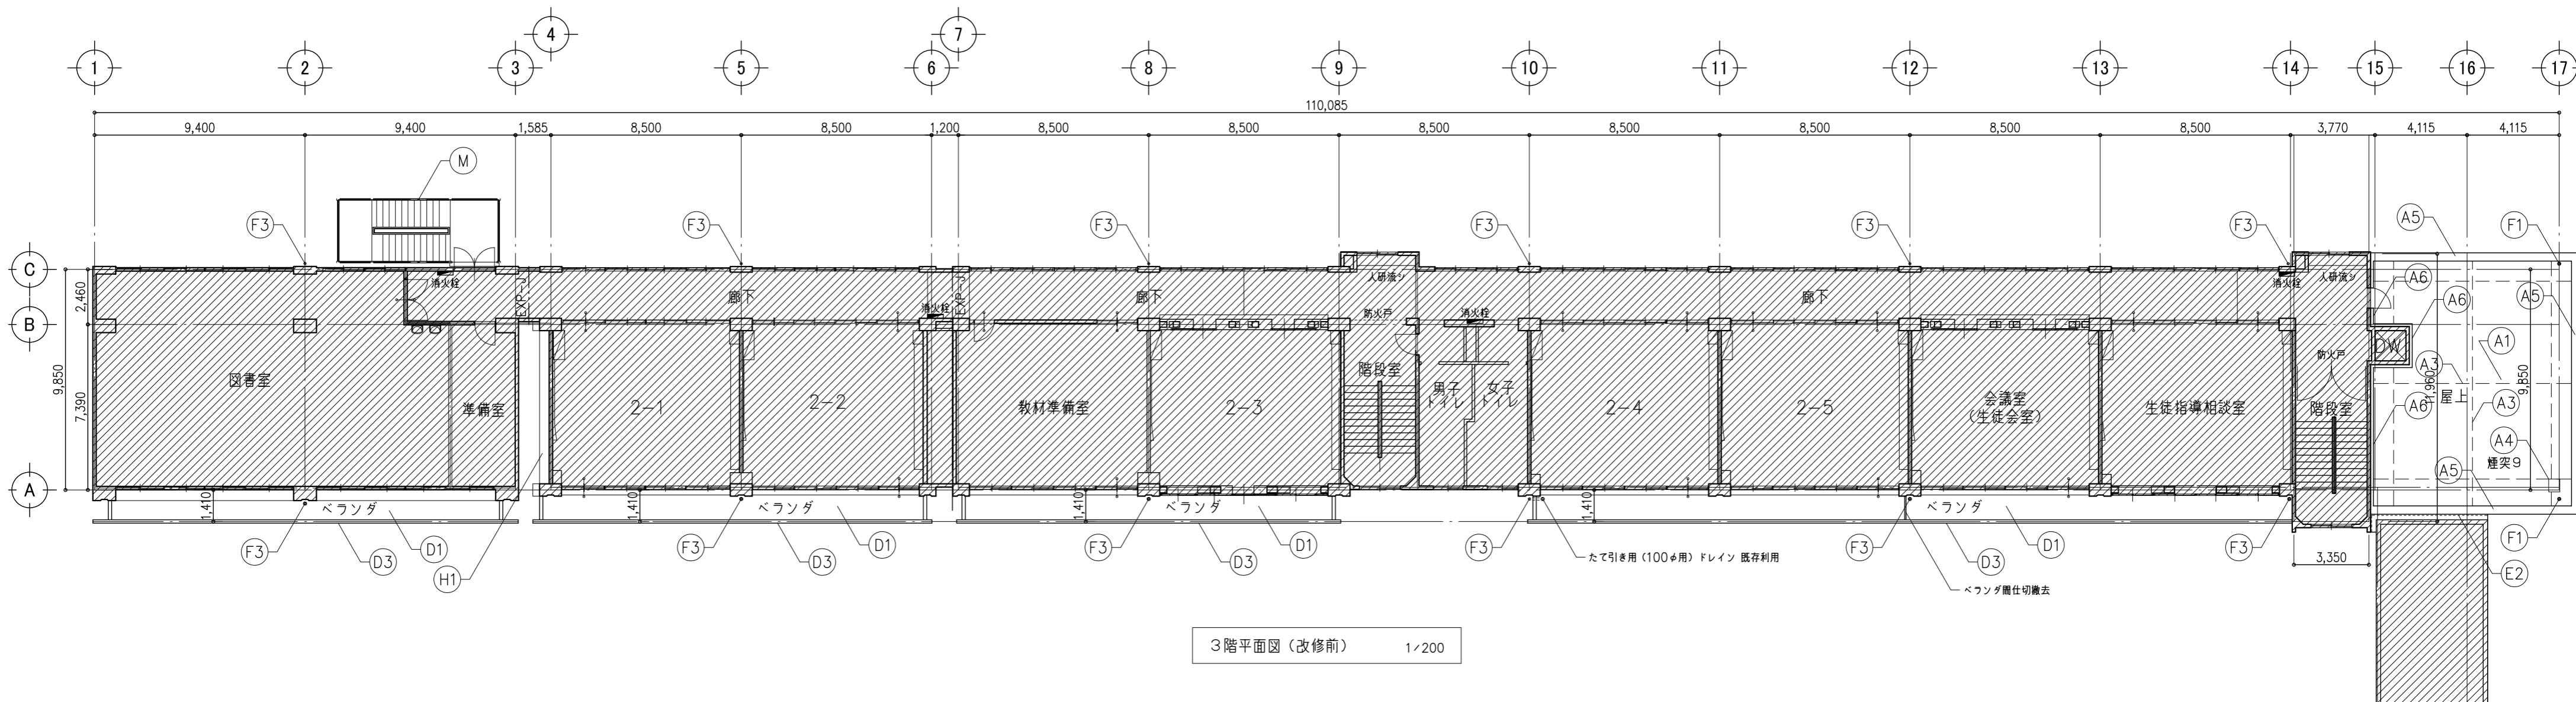 4
7
1
2
3
5
6
8
9
10
11
12
13
14
15
16
17
110,085
9,400
9,400
1,585
8,500
8,500
1,200
8,500
8,500
8,500
8,500
8,500
8,500
8,500
3,770
4,115
4,115
M
F3
F3
F3
F3
F3
F3
A5
F1
C
B
A
2,460
7,390
9,850
消火栓
EXP-J
廊下
消火栓
EXP-J
廊下
人研流シ
防火戸
消火栓
廊下
消火栓
人研流シ
防火戸
A6
A6
A5
DW
A1
A3
11,960
9,850
屋上
A3
A6
A4
煙突9
A5
図書室
準備室
2-1
2-2
教材準備室
2-3
階段室
男子
トイレ
女子
トイレ
2-4
2-5
会議室
(生徒会室)
生徒指導相談室
階段室
1,410
ベランダ
1,410
ベランダ
1,410
ベランダ
1,410
ベランダ
F3
D3
D1
H1
F3
D3
D1
F3
D3
D1
F3
たて引き用(100φ用)ドレイン 既存利用
F3
D3
D1
ベランダ間仕切撤去
F3
3,350
F1
E2
3階平面図(改修前) 1/200